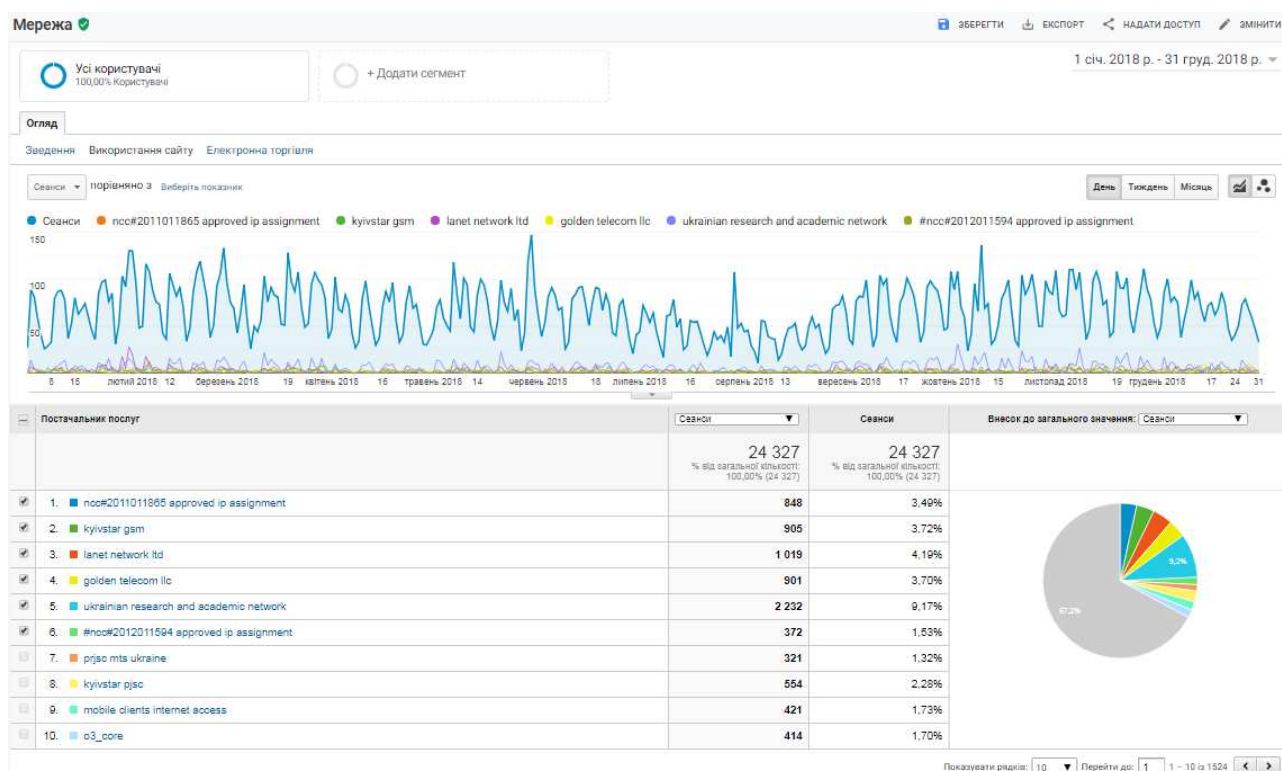 Мережа
ЗБЕРЕГТИ ЕКСПОРТ НАДАТИ ДОСТУП ЗМІНИТИ
1 січ. 2018 р. - 31 груд. 2018 р.
Усі користувачі
100,00% Користувачі
+ Додати сегмент
Огляд
Зведення Використання сайту Електронна торгівля
Сеанси порівняно з Виберіть показник
День Тиждень Місяць
Сеанси ncc#2011011865 approved ip assignment kyivstar gsm lanet network ltd golden telecom llc ukrainian research and academic network #ncc#2012011594 approved ip assignment
150
100
50
8 15 лютий 2018 12 березень 2018 19 квітень 2018 16 травень 2018 14 червень 2018 18 липень 2018 16 серпень 2018 13 вересень 2018 17 жовтень 2018 15 листопад 2018 19 грудень 2018 17 24 31
Постачальник послуг Сеанси Сеанси Внесок до загального значення: Сеанси
24 327 24 327
% від загальної кількості: % від загальної кількості:
100,00% (24 327) 100,00% (24 327)
1. ncc#2011011865 approved ip assignment 848 3,49%
2. kyivstar gsm 905 3,72%
3. lanet network ltd 1 019 4,19%
4. golden telecom llc 901 3,70%
5. ukrainian research and academic network 2 232 9,17%
6. #ncc#2012011594 approved ip assignment 372 1,53%
7. prjsc mts ukraine 321 1,32%
8. kyivstar pjsc 554 2,28%
9. mobile clients internet access 421 1,73%
10. o3_core 414 1,70%
9,2%
67,2%
Показувати рядків: 10 Перейти до: 1 1 – 10 із 1524